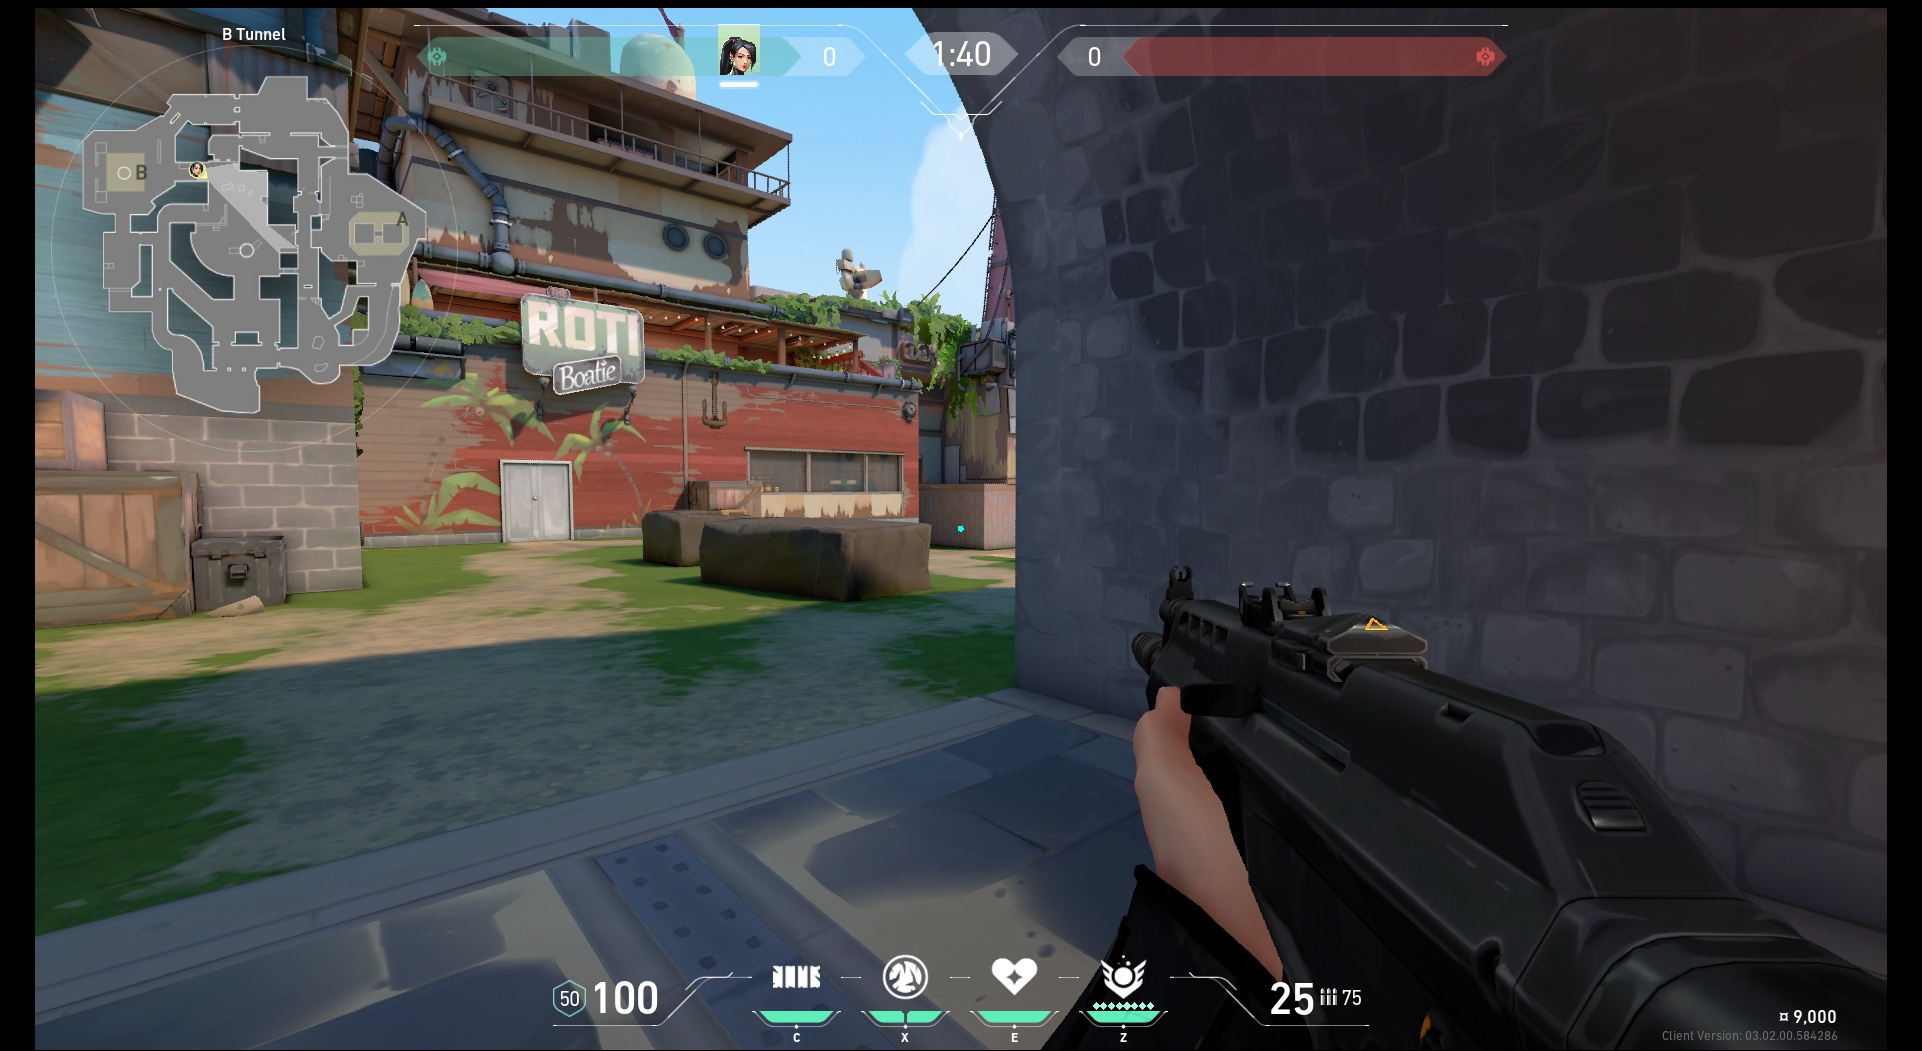 B Tunnel
0
1:40
0
B
A
ROTI
Boatie
50
100
25
75
C
X
E
Z
¤ 9,000
Client Version: 03.02.00.584286